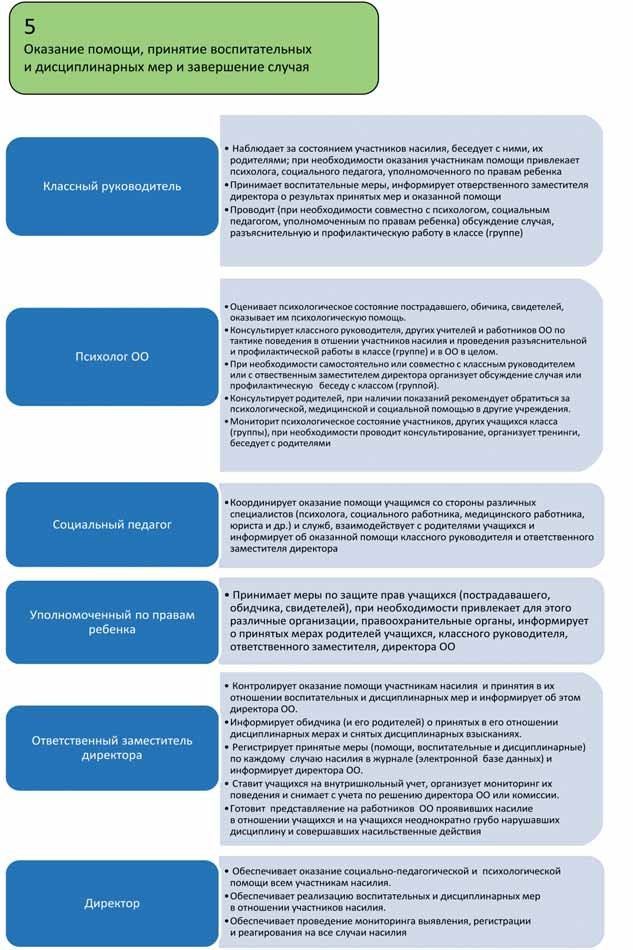 5
Оказание помощи, принятие воспитательных
и дисциплинарных мер и завершение случая
Классный руководитель
• Наблюдает за состоянием участников насилия, беседует с ними, их
родителями; при необходимости оказания участникам помощи привлекает
психолога, социального педагога, уполномоченного по правам ребенка
•Принимает воспитательные меры, информирует отверственного заместителя
директора о результах принятых мер и оказанной помощи
•Проводит (при необходимости совместно с психологом, социальным
педагогом, уполномоченным по правам ребенка) обсуждение случая,
разъяснительную и профилактическую работу в классе (группе)
Психолог ОО
•Оценивает психологическое состояние пострадавшего, обичика, свидетелей,
оказывает им психологическую помощь.
•Консультирует классного руководителя, других учителей и работников ОО по
тактике поведения в отшении участников насилия и проведения разъяснительной
и профилактической работы в классе (группе) и в ОО в целом.
•При необходимости самостоятельно или совместно с классным руководителем
или с отвественным заместителем директора организует обсуждение случая или
профилактическую беседу с классом (группой).
•Консультирует родителей, при наличии показаний рекомендует обратиться за
психологической, медицинской и социальной помощью в другие учреждения.
•Мониторит психологическое состояние участников, других учащихся класса
(группы), при необходимости проводит консультирование, организует тренинги,
беседует с родителями
Социальный педагог
•Координирует оказание помощи учащимся со стороны различных
специалистов (психолога, социального работника, медицинского работника,
юриста и др.) и служб, взаимодействует с родителями учащихся и
информирует об оказанной помощи классного руководителя и ответственного
заместителя директора
Уполномоченный по правам
ребенка
• Принимает меры по защите прав учащихся (пострадавашего,
обидчика, свидетелей), при необходимости привлекает для этого
различные организации, правоохранительные органы, информирует
о принятых мерах родителей учащихся, классного руководителя,
ответственного заместителя, директора ОО
Ответственный заместитель
директора
• Контролирует оказание помощи участникам насилия и принятия в их
отношении воспитательных и дисциплинарных мер и информирует об этом
директора ОО.
•Информирует обидчика (и его родителей) о принятых в его отношении
дисциплинарных мерах и снятых дисциплинарных взысканиях.
• Регистрирует принятые меры (помощи, воспитательные и дисциплинарные)
по каждому случаю насилия в журнале (электронной базе данных) и
информирует директора ОО.
• Ставит учащихся на внутришкольный учет, организует мониторинг их
поведения и снимает с учета по решению директора ОО или комиссии.
•Готовит представление на работников ОО проявивших насилие
в отношении учащихся и на учащихся неоднократно грубо нарушавших
дисциплину и совершавших насильственные действия
Директор
• Обеспечивает оказание социально-педагогической и психологической
помощи всем участникам насилия.
•Обеспечивает реализацию воспитательных и дисциплинарных мер
в отношении участников насилия.
•Обеспечивает проведение мониторинга выявления, регистрации
и реагирования на все случаи насилия